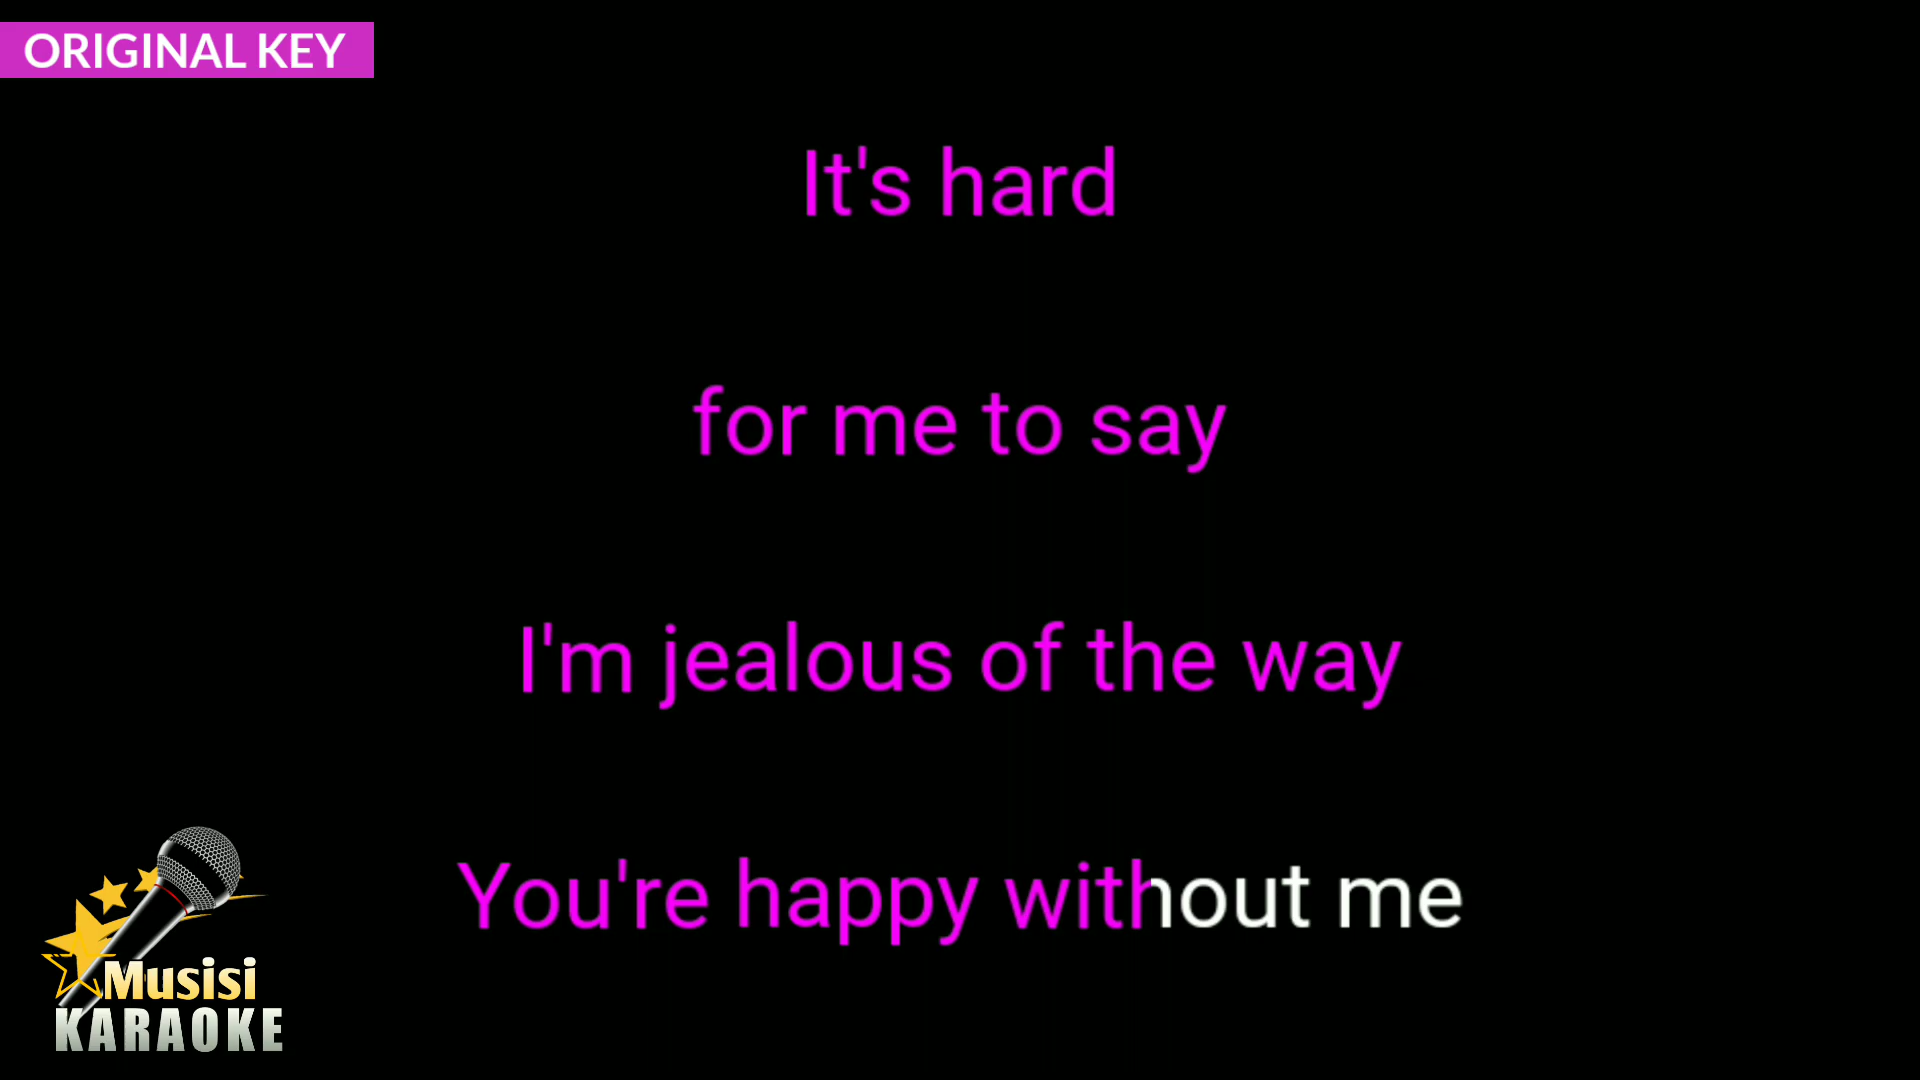 ORIGINAL KEY
It's hard
for me to say
I'm jealous of the way
You're happy without me
Musisi
KARAOKE